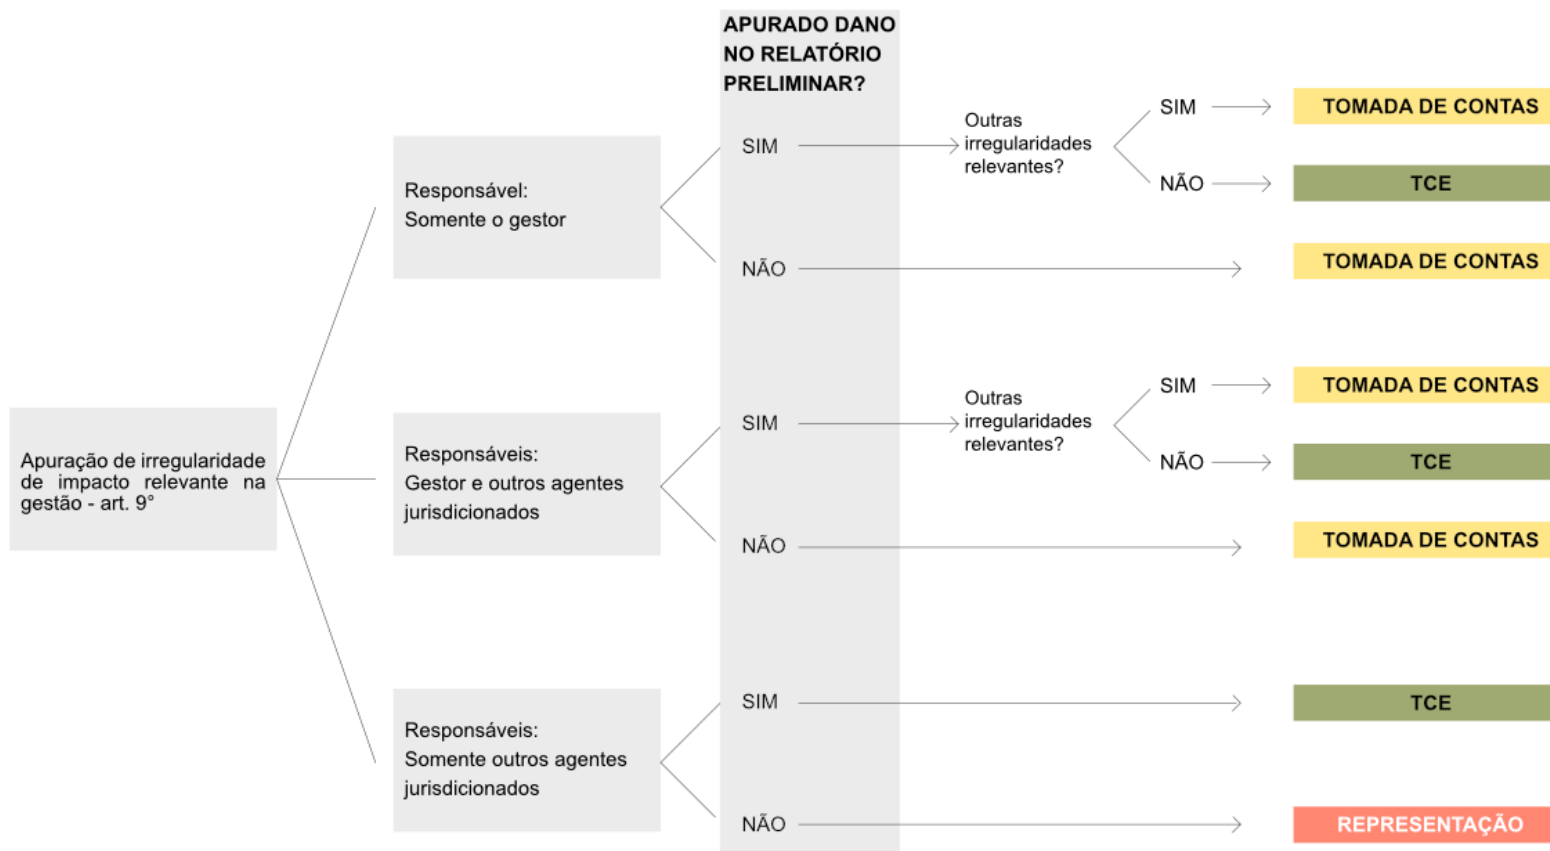 APURADO DANO
NO RELATÓRIO
PRELIMINAR?
Apuração de irregularidade
de impacto relevante na
gestão - art. 9°
Responsável:
Somente o gestor
SIM
Outras
irregularidades
relevantes?
SIM
TOMADA DE CONTAS
NÃO
TCE
NÃO
TOMADA DE CONTAS
Responsáveis:
Gestor e outros agentes
jurisdicionados
SIM
Outras
irregularidades
relevantes?
SIM
TOMADA DE CONTAS
NÃO
TCE
NÃO
TOMADA DE CONTAS
Responsáveis:
Somente outros agentes
jurisdicionados
SIM
TCE
NÃO
REPRESENTAÇÃO